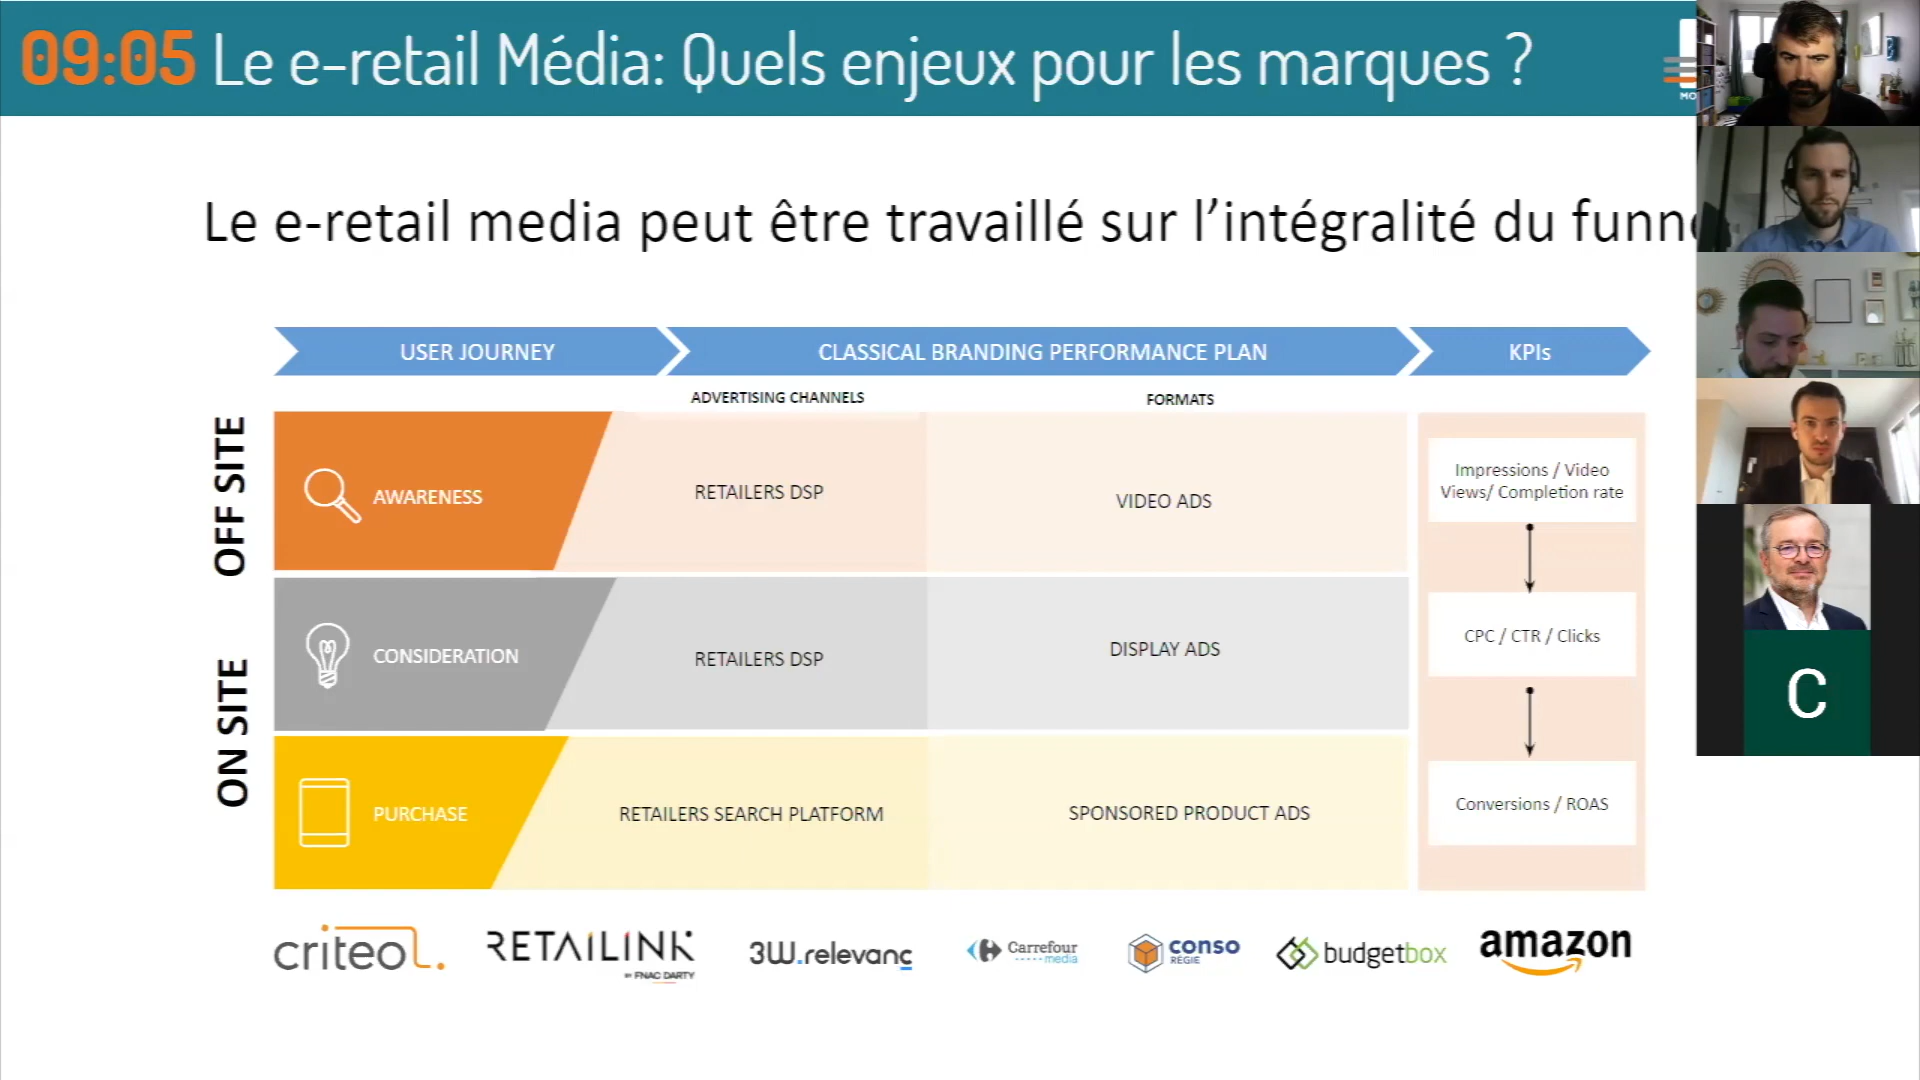 09:05 Le e-retail Média: Quels enjeux pour les marques ?
MO
Le e-retail media peut être travaillé sur l'intégralité du funn
USER JOURNEY
CLASSICAL BRANDING PERFORMANCE PLAN
KPIs
ADVERTISING CHANNELS
FORMATS
OFF SITE
AWARENESS
RETAILERS DSP
VIDEO ADS
Impressions / Video
Views/ Completion rate
CONSIDERATION
RETAILERS DSP
DISPLAY ADS
CPC / CTR / Clicks
ON SITE
PURCHASE
RETAILERS SEARCH PLATFORM
SPONSORED PRODUCT ADS
Conversions / ROAS
C
criteo
RETAILINK
BY FNAC DARTY
3W.relevanc
Carrefour
media
conso
REGIE
budgetbox
amazon